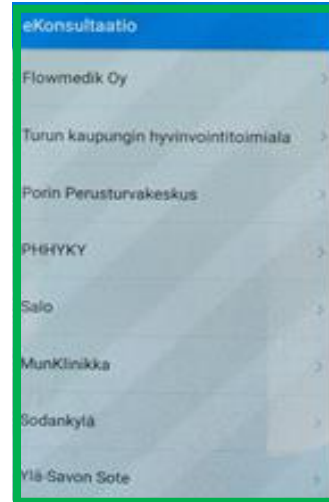 eKonsultaatio
Flowmedik Oy
Turun kaupungin hyvinvointitoimiala
Porin Perusturvakeskus
PHHYKY
Salo
MunKlinikka
Sodankylä
Ylä-Savon Sote